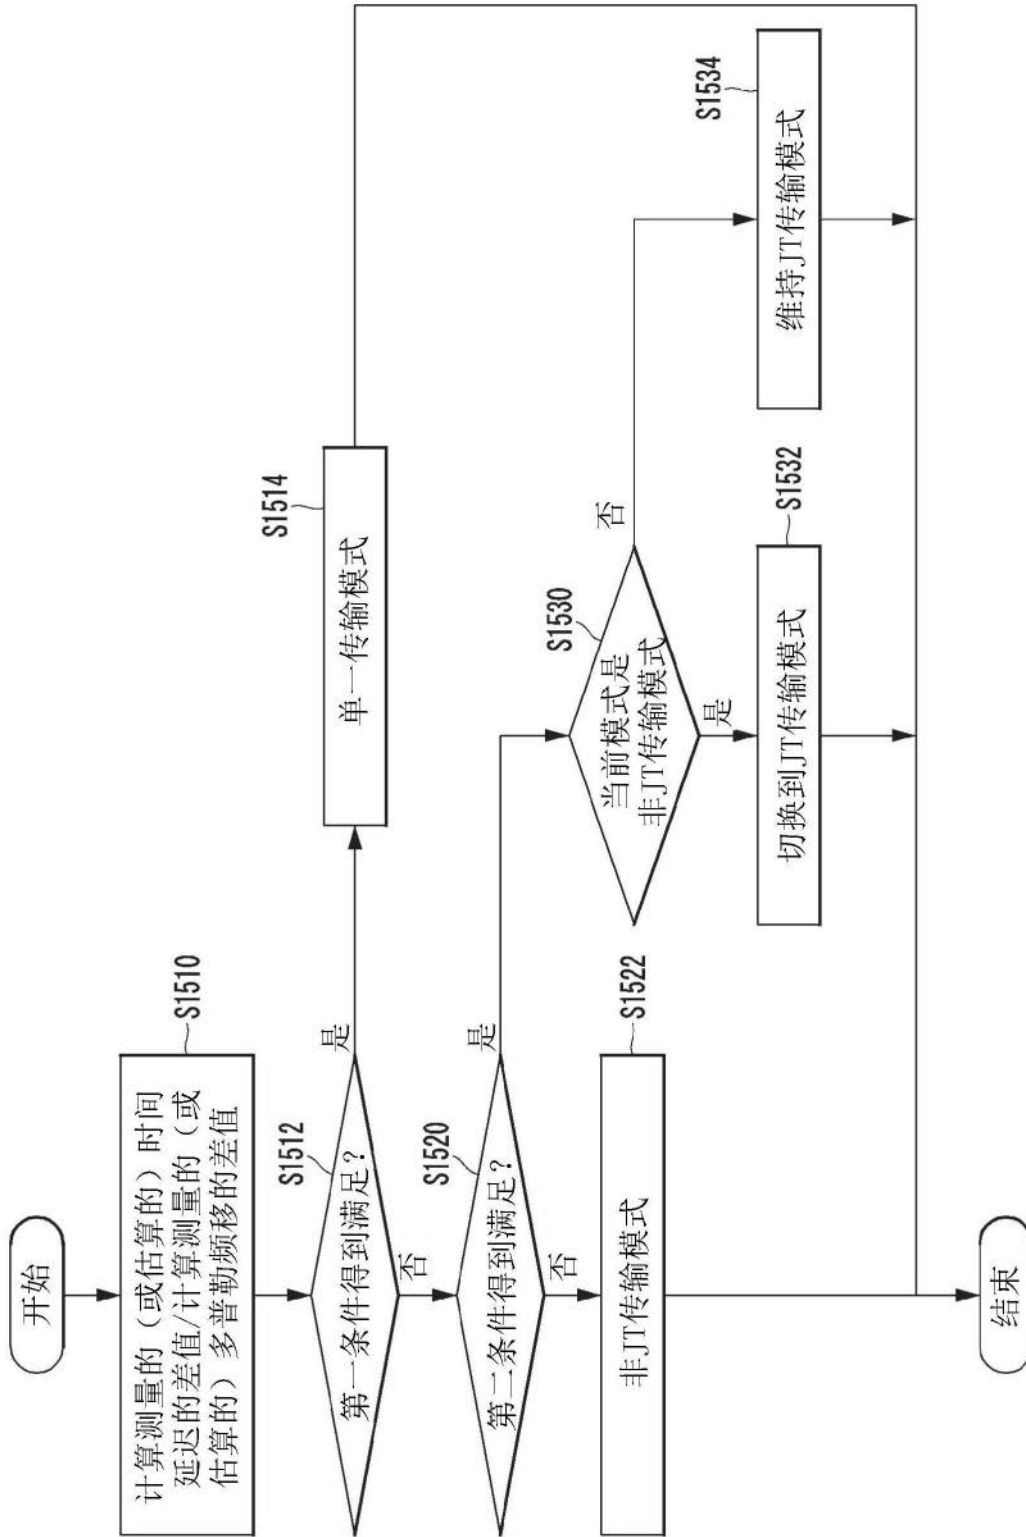 开始
计算测量的（或估算的）时间
延迟的差值/计算测量的（或
估算的）多普勒频移的差值
S1510
第一条件得到满足？
S1512
是
否
单一传输模式
S1514
第二条件得到满足？
S1520
是
否
非JT传输模式
S1522
当前模式是
非JT传输模式
S1530
是
否
切换到JT传输模式
S1532
维持JT传输模式
S1534
结束